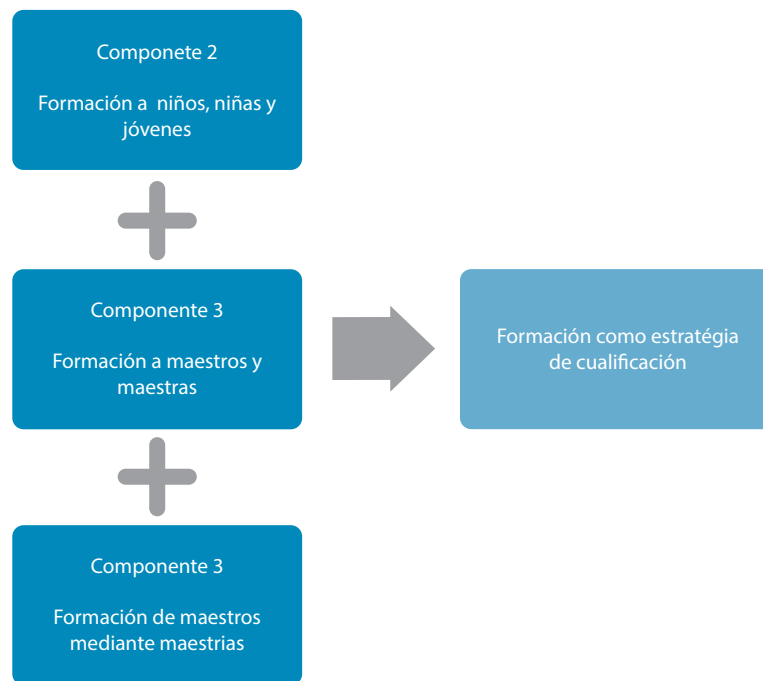 Componete 2
Formación a niños, niñas y
jóvenes
Componente 3
Formación a maestros y
maestras
Formación como estratégia
de cualificación
Componente 3
Formación de maestros
mediante maestrias